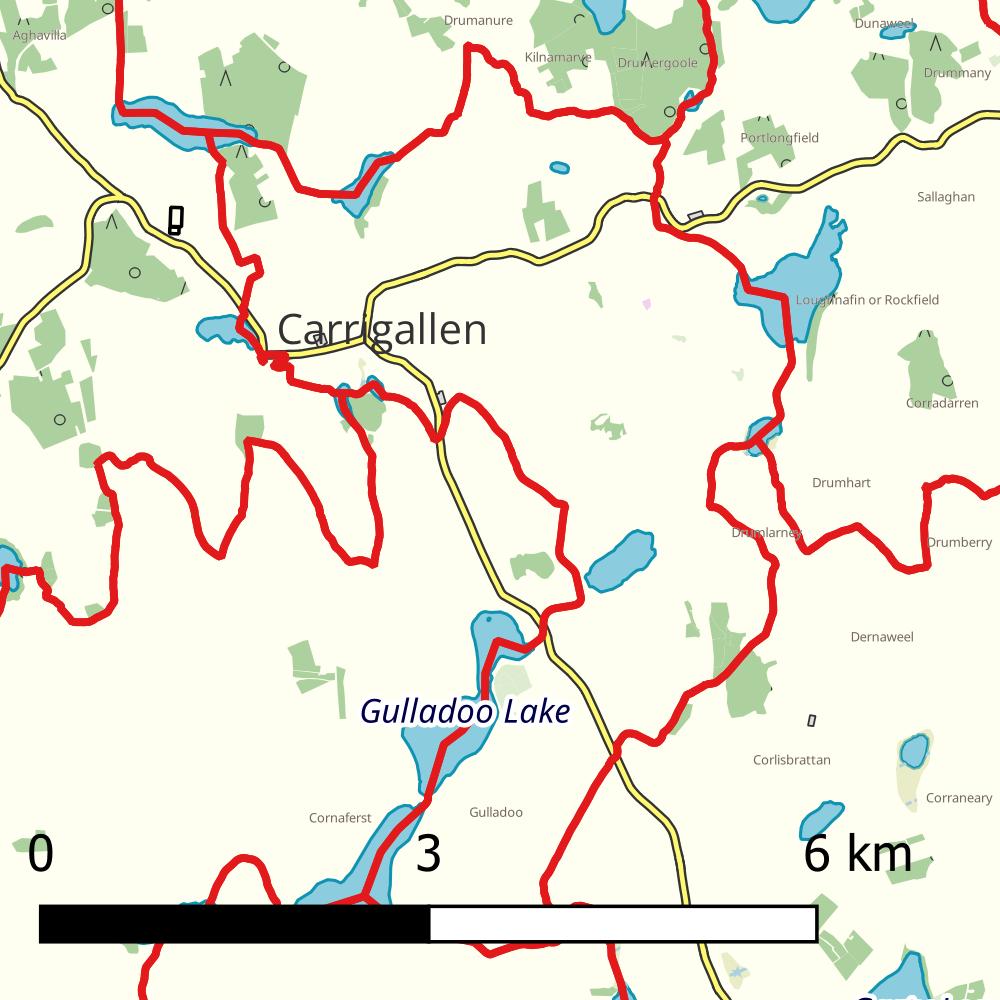 Drumanure
Dunaweel
Aghavilla
Kilnamarve
Drumergoole
Drummany
Portlongfield
Sallaghan
Loughnafin or Rockfield
Carrigallen
Corradarren
Drumhart
Drumlarney
Drumberry
Dernaweel
Gulladoo Lake
Corlisbrattan
Corraneary
Cornaferst
Gulladoo
0 3 6 km